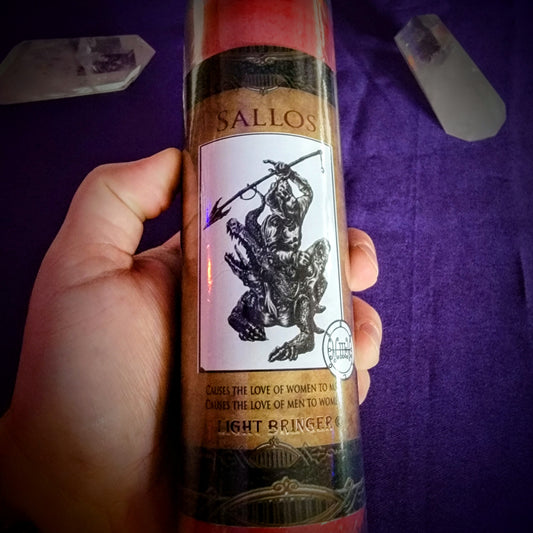 SALLOS
CAUSES THE LOVE OF WOMEN TO
CAUSES THE LOVE OF MEN TO
LIGHT BRINGER